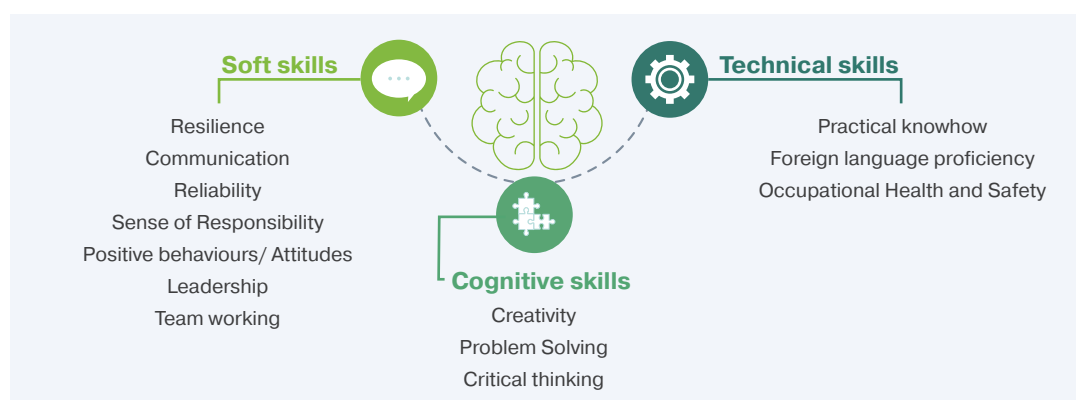 Soft skills
Resilience
Communication
Reliability
Sense of Responsibility
Positive behaviours/ Attitudes
Leadership
Team working
Cognitive skills
Creativity
Problem Solving
Critical thinking
Technical skills
Practical knowhow
Foreign language proficiency
Occupational Health and Safety